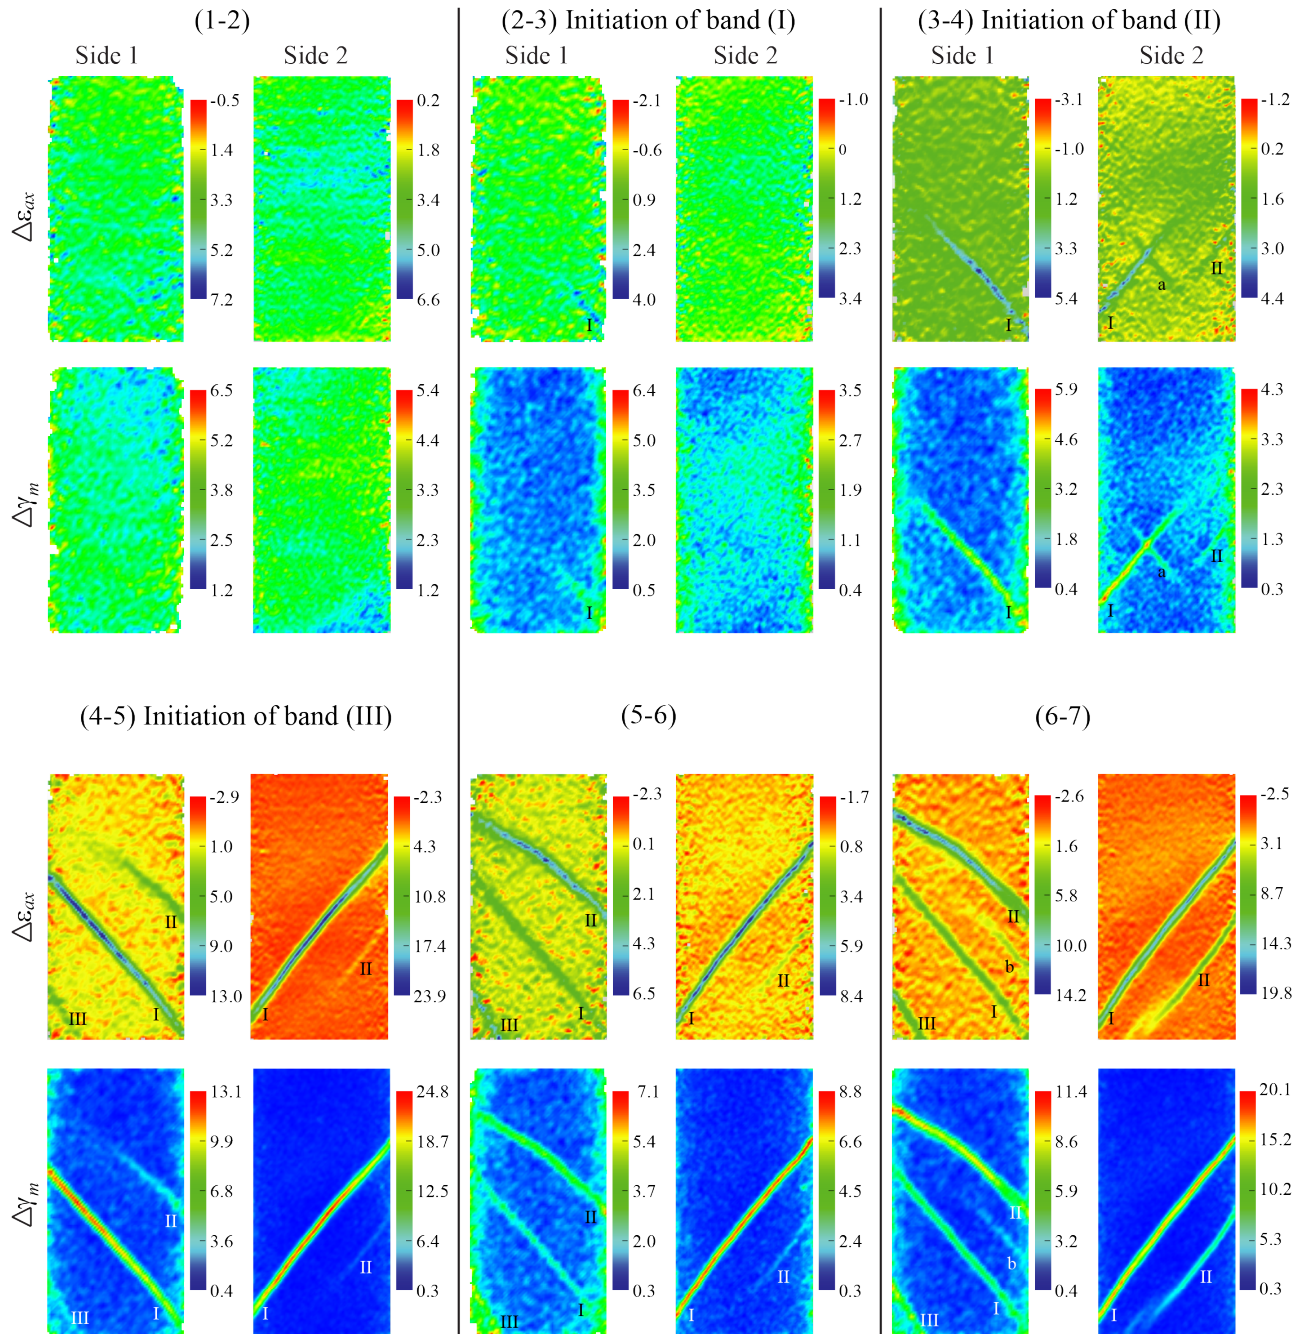 (1-2)
(2-3) Initiation of band (I)
(3-4) Initiation of band (II)
Side 1
Side 2
Side 1
Side 2
Side 1
Side 2
Δε_ax
-0.5
1.4
3.3
5.2
7.2
0.2
1.8
3.4
5.0
6.6
-2.1
-0.6
0.9
2.4
4.0
I
-1.0
0
1.2
2.3
3.4
-3.1
-1.0
1.2
3.3
5.4
I
-1.2
0.2
1.6
3.0
4.4
I
a
II
Δγ_m
6.5
5.2
3.8
2.3
1.2
5.4
4.4
3.3
2.3
1.2
6.4
5.0
3.5
2.0
0.5
I
3.5
2.7
1.9
1.1
0.4
5.9
4.6
3.2
1.8
0.4
I
4.3
3.3
2.3
1.3
0.3
I
a
II
(4-5) Initiation of band (III)
(5-6)
(6-7)
Δε_ax
-2.9
1.0
5.0
9.0
13.0
II
III
I
-2.3
4.3
10.8
17.4
23.9
II
I
-2.3
0.1
2.1
4.3
6.5
II
III
I
-1.7
0.8
3.4
5.9
8.4
II
I
-2.6
1.6
5.8
10.0
14.2
II
b
III
I
-2.5
3.1
8.7
14.3
19.8
II
I
Δγ_m
13.1
9.9
6.8
3.6
0.4
II
III
I
24.8
18.7
12.5
6.4
0.3
II
I
7.1
5.4
3.7
2.0
0.3
II
III
I
8.8
6.6
4.5
2.4
0.3
II
I
11.4
8.6
5.9
3.1
0.4
II
b
III
I
20.1
15.2
10.2
5.3
0.3
II
I